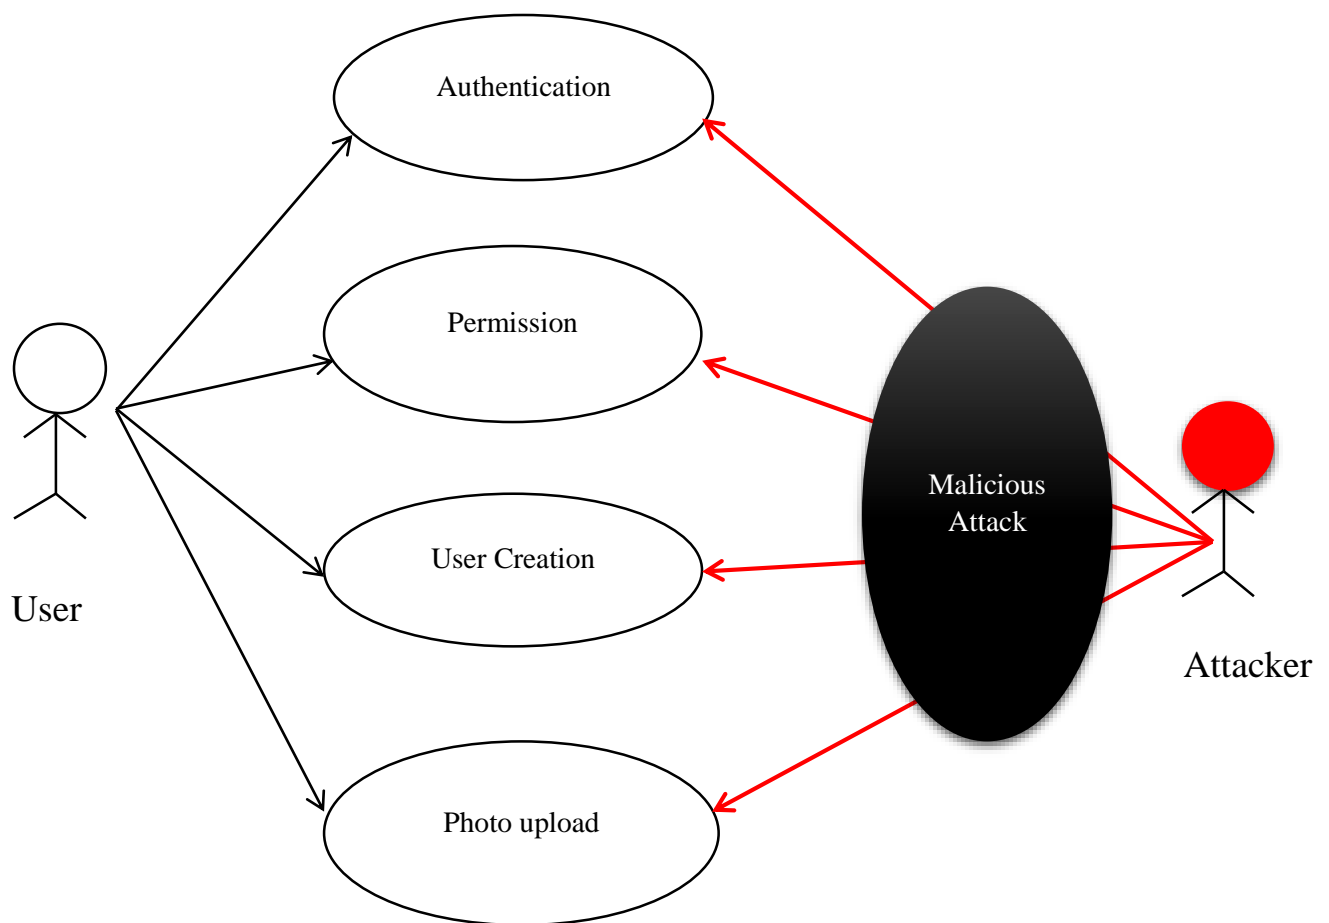 Authentication
Permission
Malicious
Attack
User Creation
User
Attacker
Photo upload